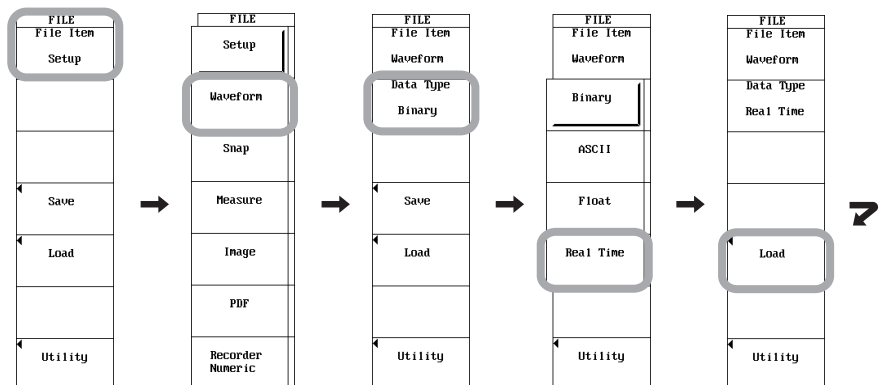 FILE
File Item
Setup
Save
Load
Utility
FILE
Setup
Waveform
Snap
Measure
Image
PDF
Recorder
Numeric
FILE
File Item
Waveform
Data Type
Binary
Save
Load
Utility
FILE
File Item
Waveform
Binary
ASCII
Float
Real Time
Utility
FILE
File Item
Waveform
Data Type
Real Time
Load
Utility